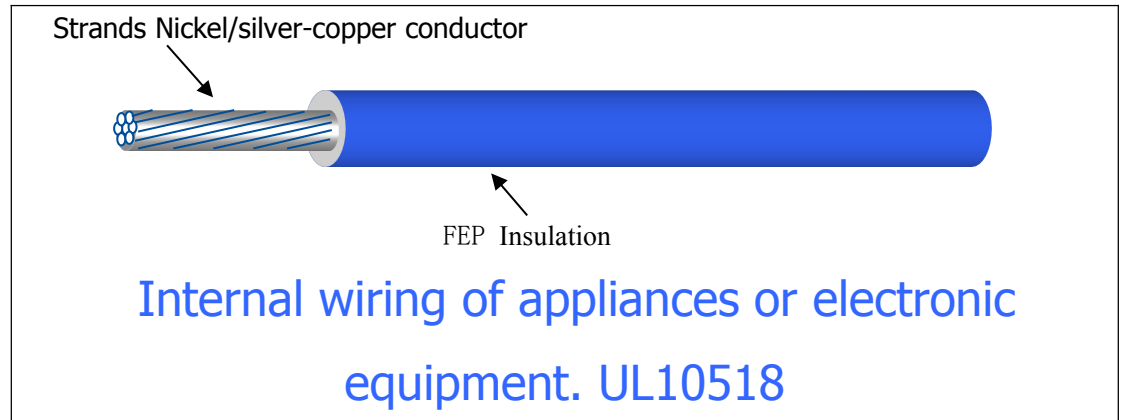 Strands Nickel/silver-copper conductor
FEP Insulation
Internal wiring of appliances or electronic
equipment. UL10518